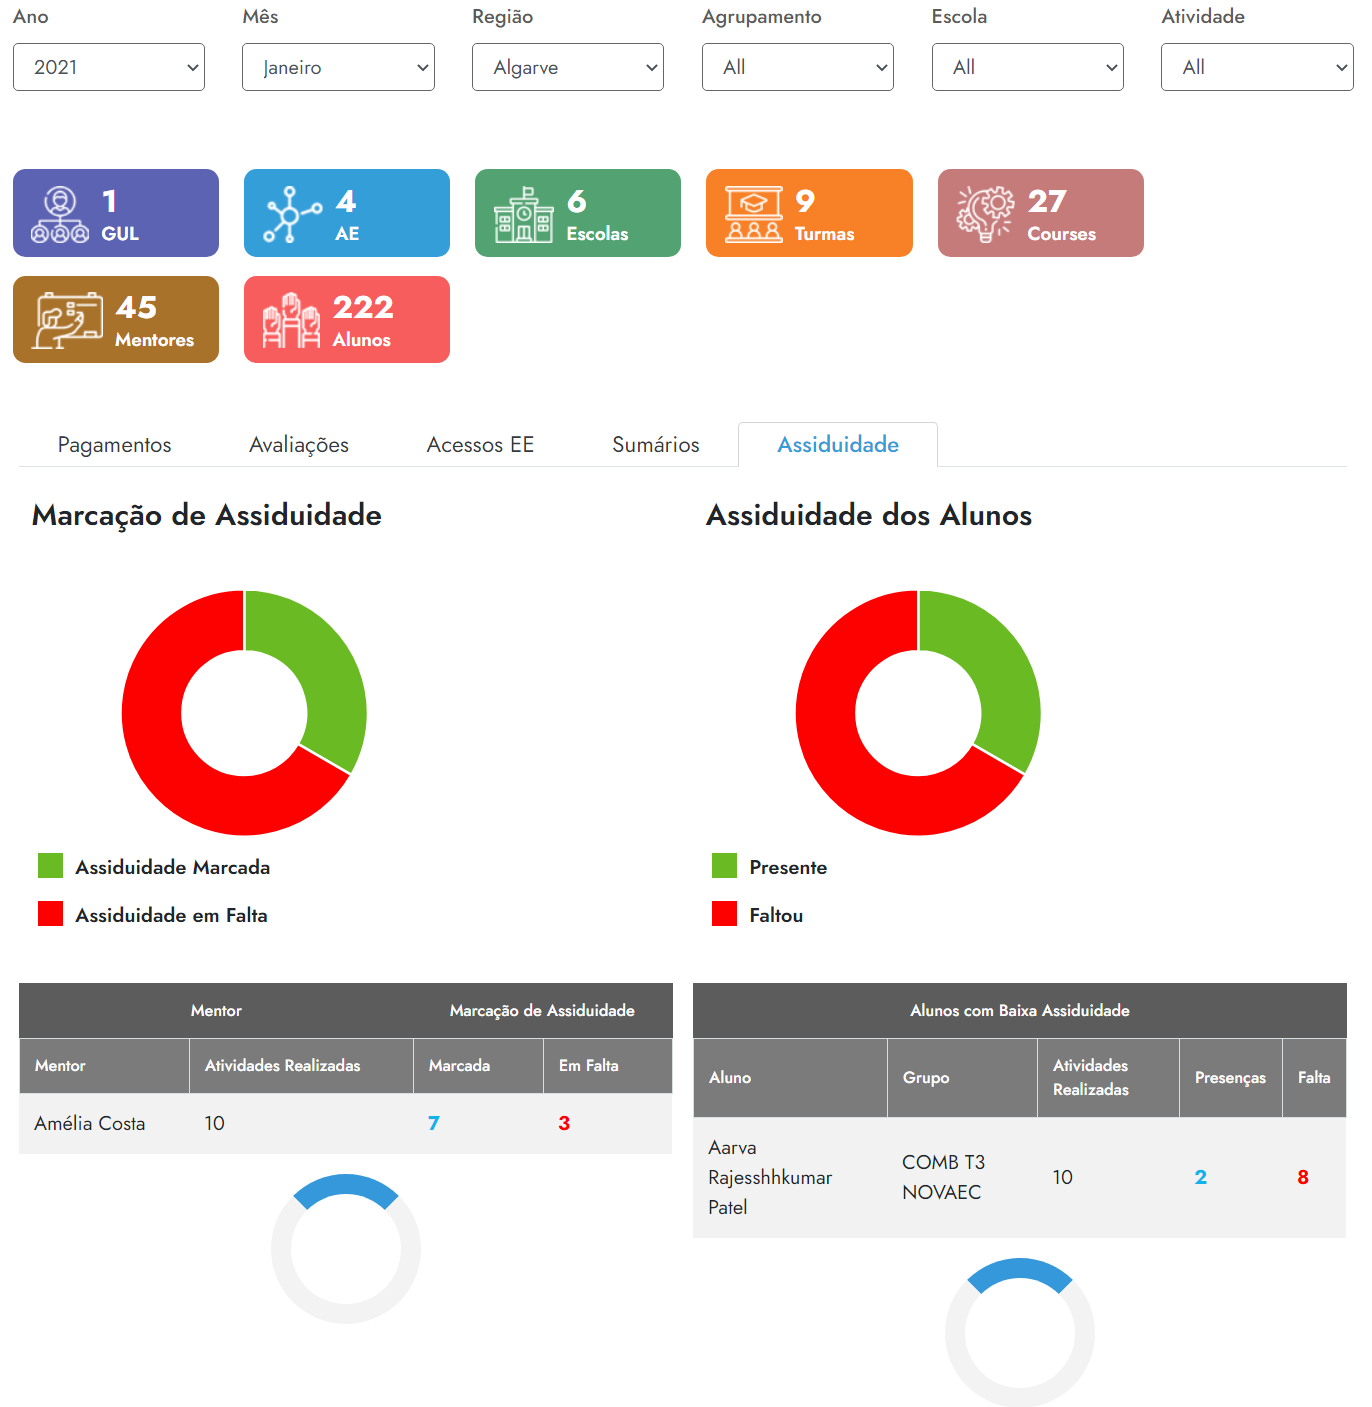 Ano
Mês
Região
Agrupamento
Escola
Atividade
2021
Janeiro
Algarve
All
All
All
1
GUL
4
AE
6
Escolas
9
Turmas
27
Courses
45
Mentores
222
Alunos
Pagamentos
Avaliações
Acessos EE
Sumários
Assiduidade
Marcação de Assiduidade
Assiduidade Marcada
Assiduidade em Falta
Assiduidade dos Alunos
Presente
Faltou
Mentor
Marcação de Assiduidade
Mentor
Atividades Realizadas
Marcada
Em Falta
Amélia Costa
10
7
3
Alunos com Baixa Assiduidade
Aluno
Grupo
Atividades
Realizadas
Presenças
Falta
Aarva
Rajesshhkumar
Patel
COMB T3
NOVAEC
10
2
8